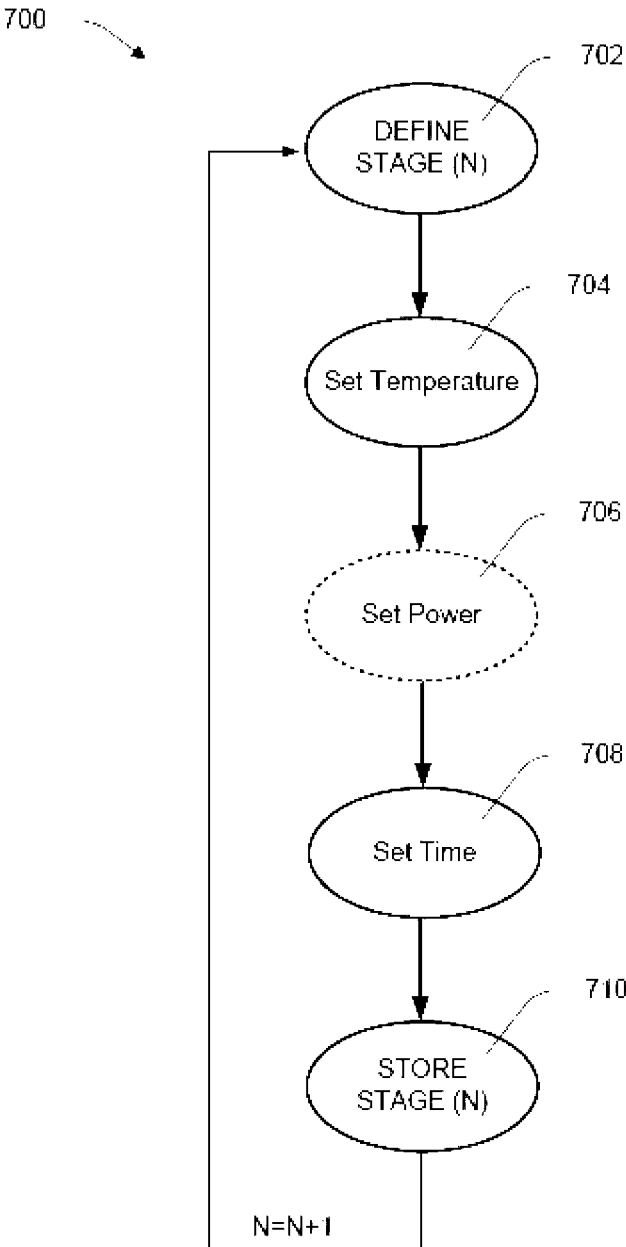 700
702
DEFINE
STAGE (N)
704
Set Temperature
706
Set Power
708
Set Time
710
STORE
STAGE (N)
N=N+1